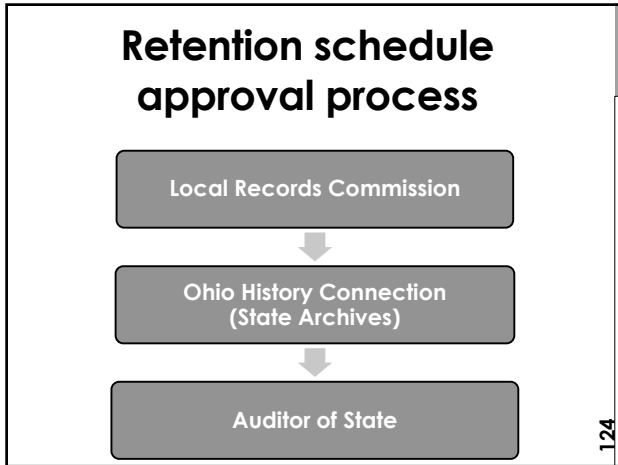 Retention schedule
approval process
Local Records Commission
Ohio History Connection
(State Archives)
Auditor of State
124